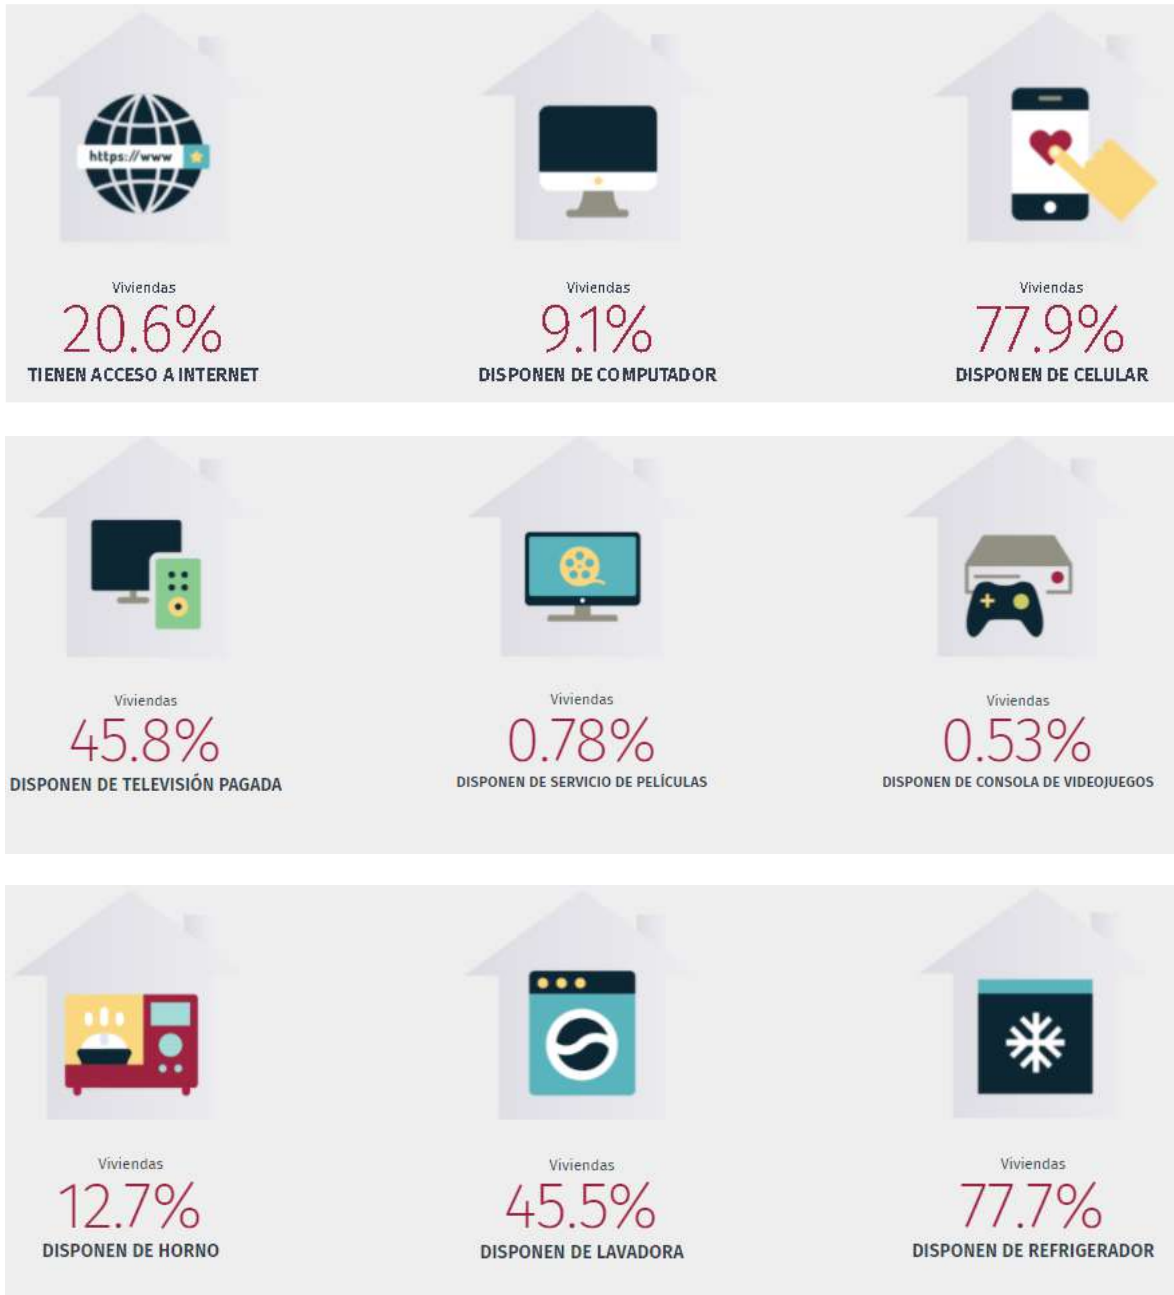 https://www
Viviendas
20.6%
TIENEN ACCESO A INTERNET
Viviendas
9.1%
DISPONEN DE COMPUTADOR
Viviendas
77.9%
DISPONEN DE CELULAR
Viviendas
45.8%
DISPONEN DE TELEVISIÓN PAGADA
Viviendas
0.78%
DISPONEN DE SERVICIO DE PELÍCULAS
Viviendas
0.53%
DISPONEN DE CONSOLA DE VIDEOJUEGOS
Viviendas
12.7%
DISPONEN DE HORNO
Viviendas
45.5%
DISPONEN DE LAVADORA
Viviendas
77.7%
DISPONEN DE REFRIGERADOR